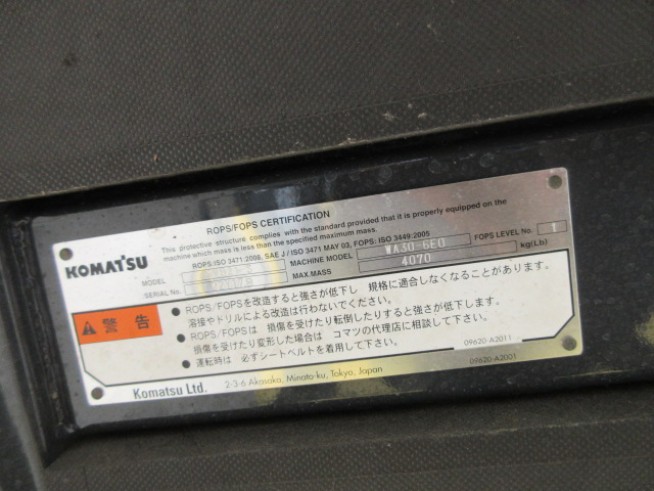 ROPS/FOPS CERTIFICATION
This protective structure complies with the standard provided that it is properly equipped on the
machine which mass is less than the specified maximum mass.
ROPS:ISO 3471:2008, SAE J / ISO 3471 MAY 03, FOPS: ISO 3449:2005
KOMATSU
MODEL
MACHINE MODEL WA30-6E0 FOPS LEVEL No. I
SERIAL No.
MAX.MASS 4070 kg(Lb)
警告
● ROPS/FOPSを改造すると強さが低下し 規格に適合しなくなることがあります。
溶接やドリルによる改造は行わないでください。
● ROPS/FOPSは 損傷を受けたり転倒したりすると強さが低下します。
損傷を受けたり変形した場合は コマツの代理店に相談して下さい。
● 運転時は 必ずシートベルトを着用して下さい。
09620-A2011
Komatsu Ltd. 2-3-6 Akasaka, Minato-ku, Tokyo, Japan
09620-A2001